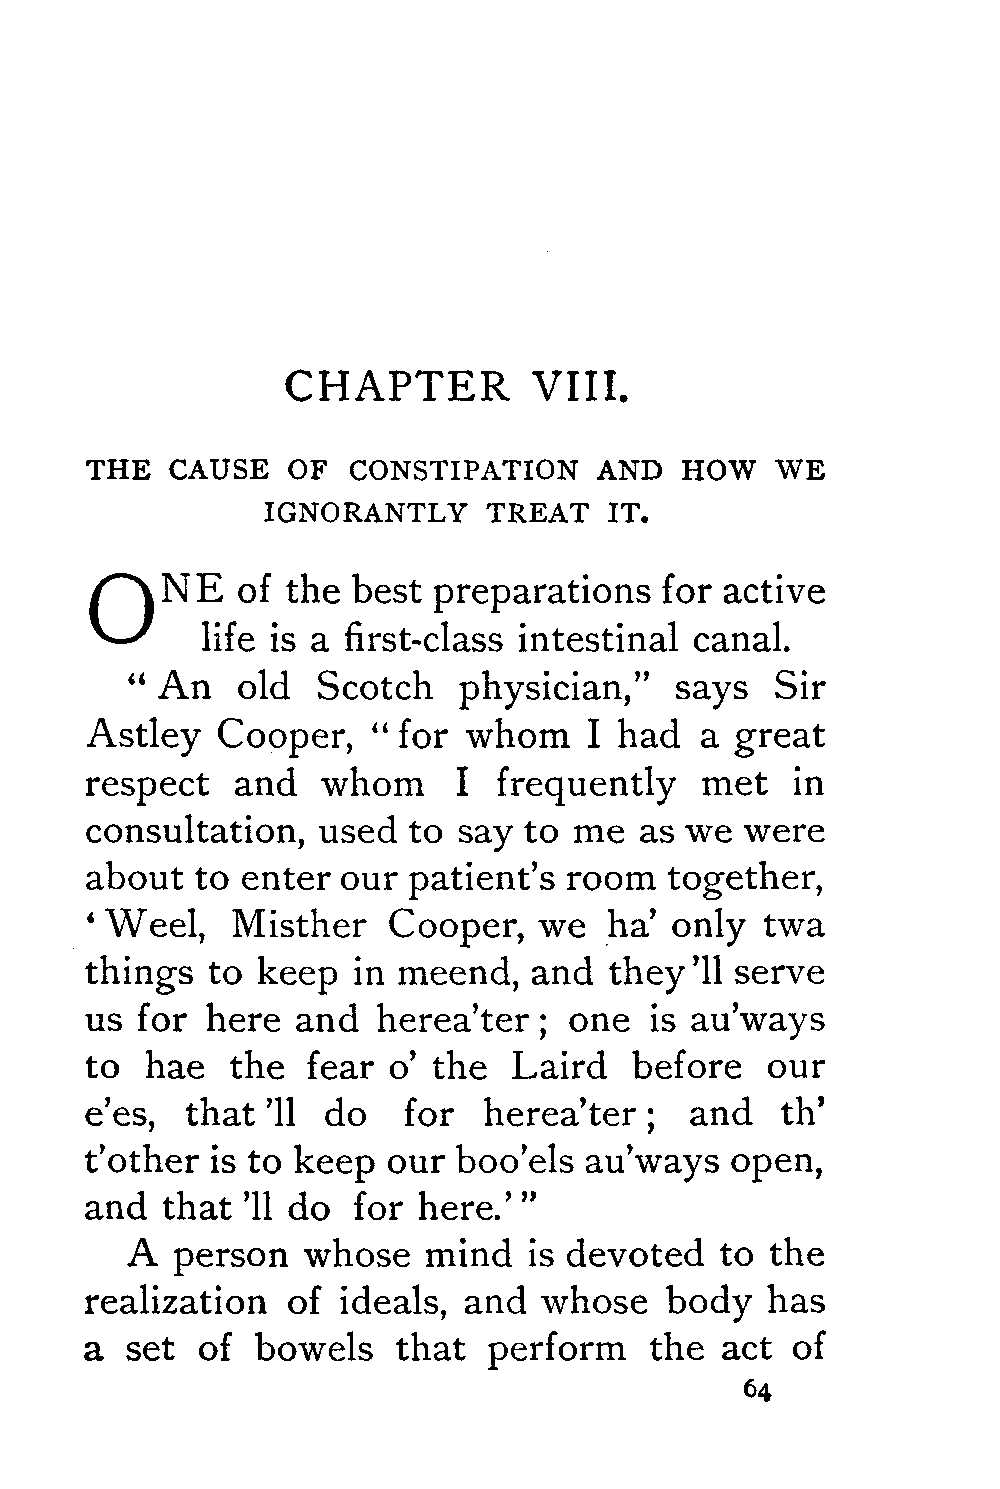 CHAPTER VIII.
THE CAUSE OF CONSTIPATION AND HOW WE
IGNORANTLY TREAT IT.
ONE of the best preparations for active
life is a first-class intestinal canal.
“ An old Scotch physician,” says Sir
Astley Cooper, “ for whom I had a great
respect and whom I frequently met in
consultation, used to say to me as we were
about to enter our patient’s room together,
‘ Weel, Misther Cooper, we ha’ only twa
things to keep in meend, and they ’ll serve
us for here and herea’ter ; one is au’ways
to hae the fear o’ the Laird before our
e’es, that ’ll do for herea’ter ; and th’
t’other is to keep our boo’els au’ways open,
and that ’ll do for here.’ ”
A person whose mind is devoted to the
realization of ideals, and whose body has
a set of bowels that perform the act of
64